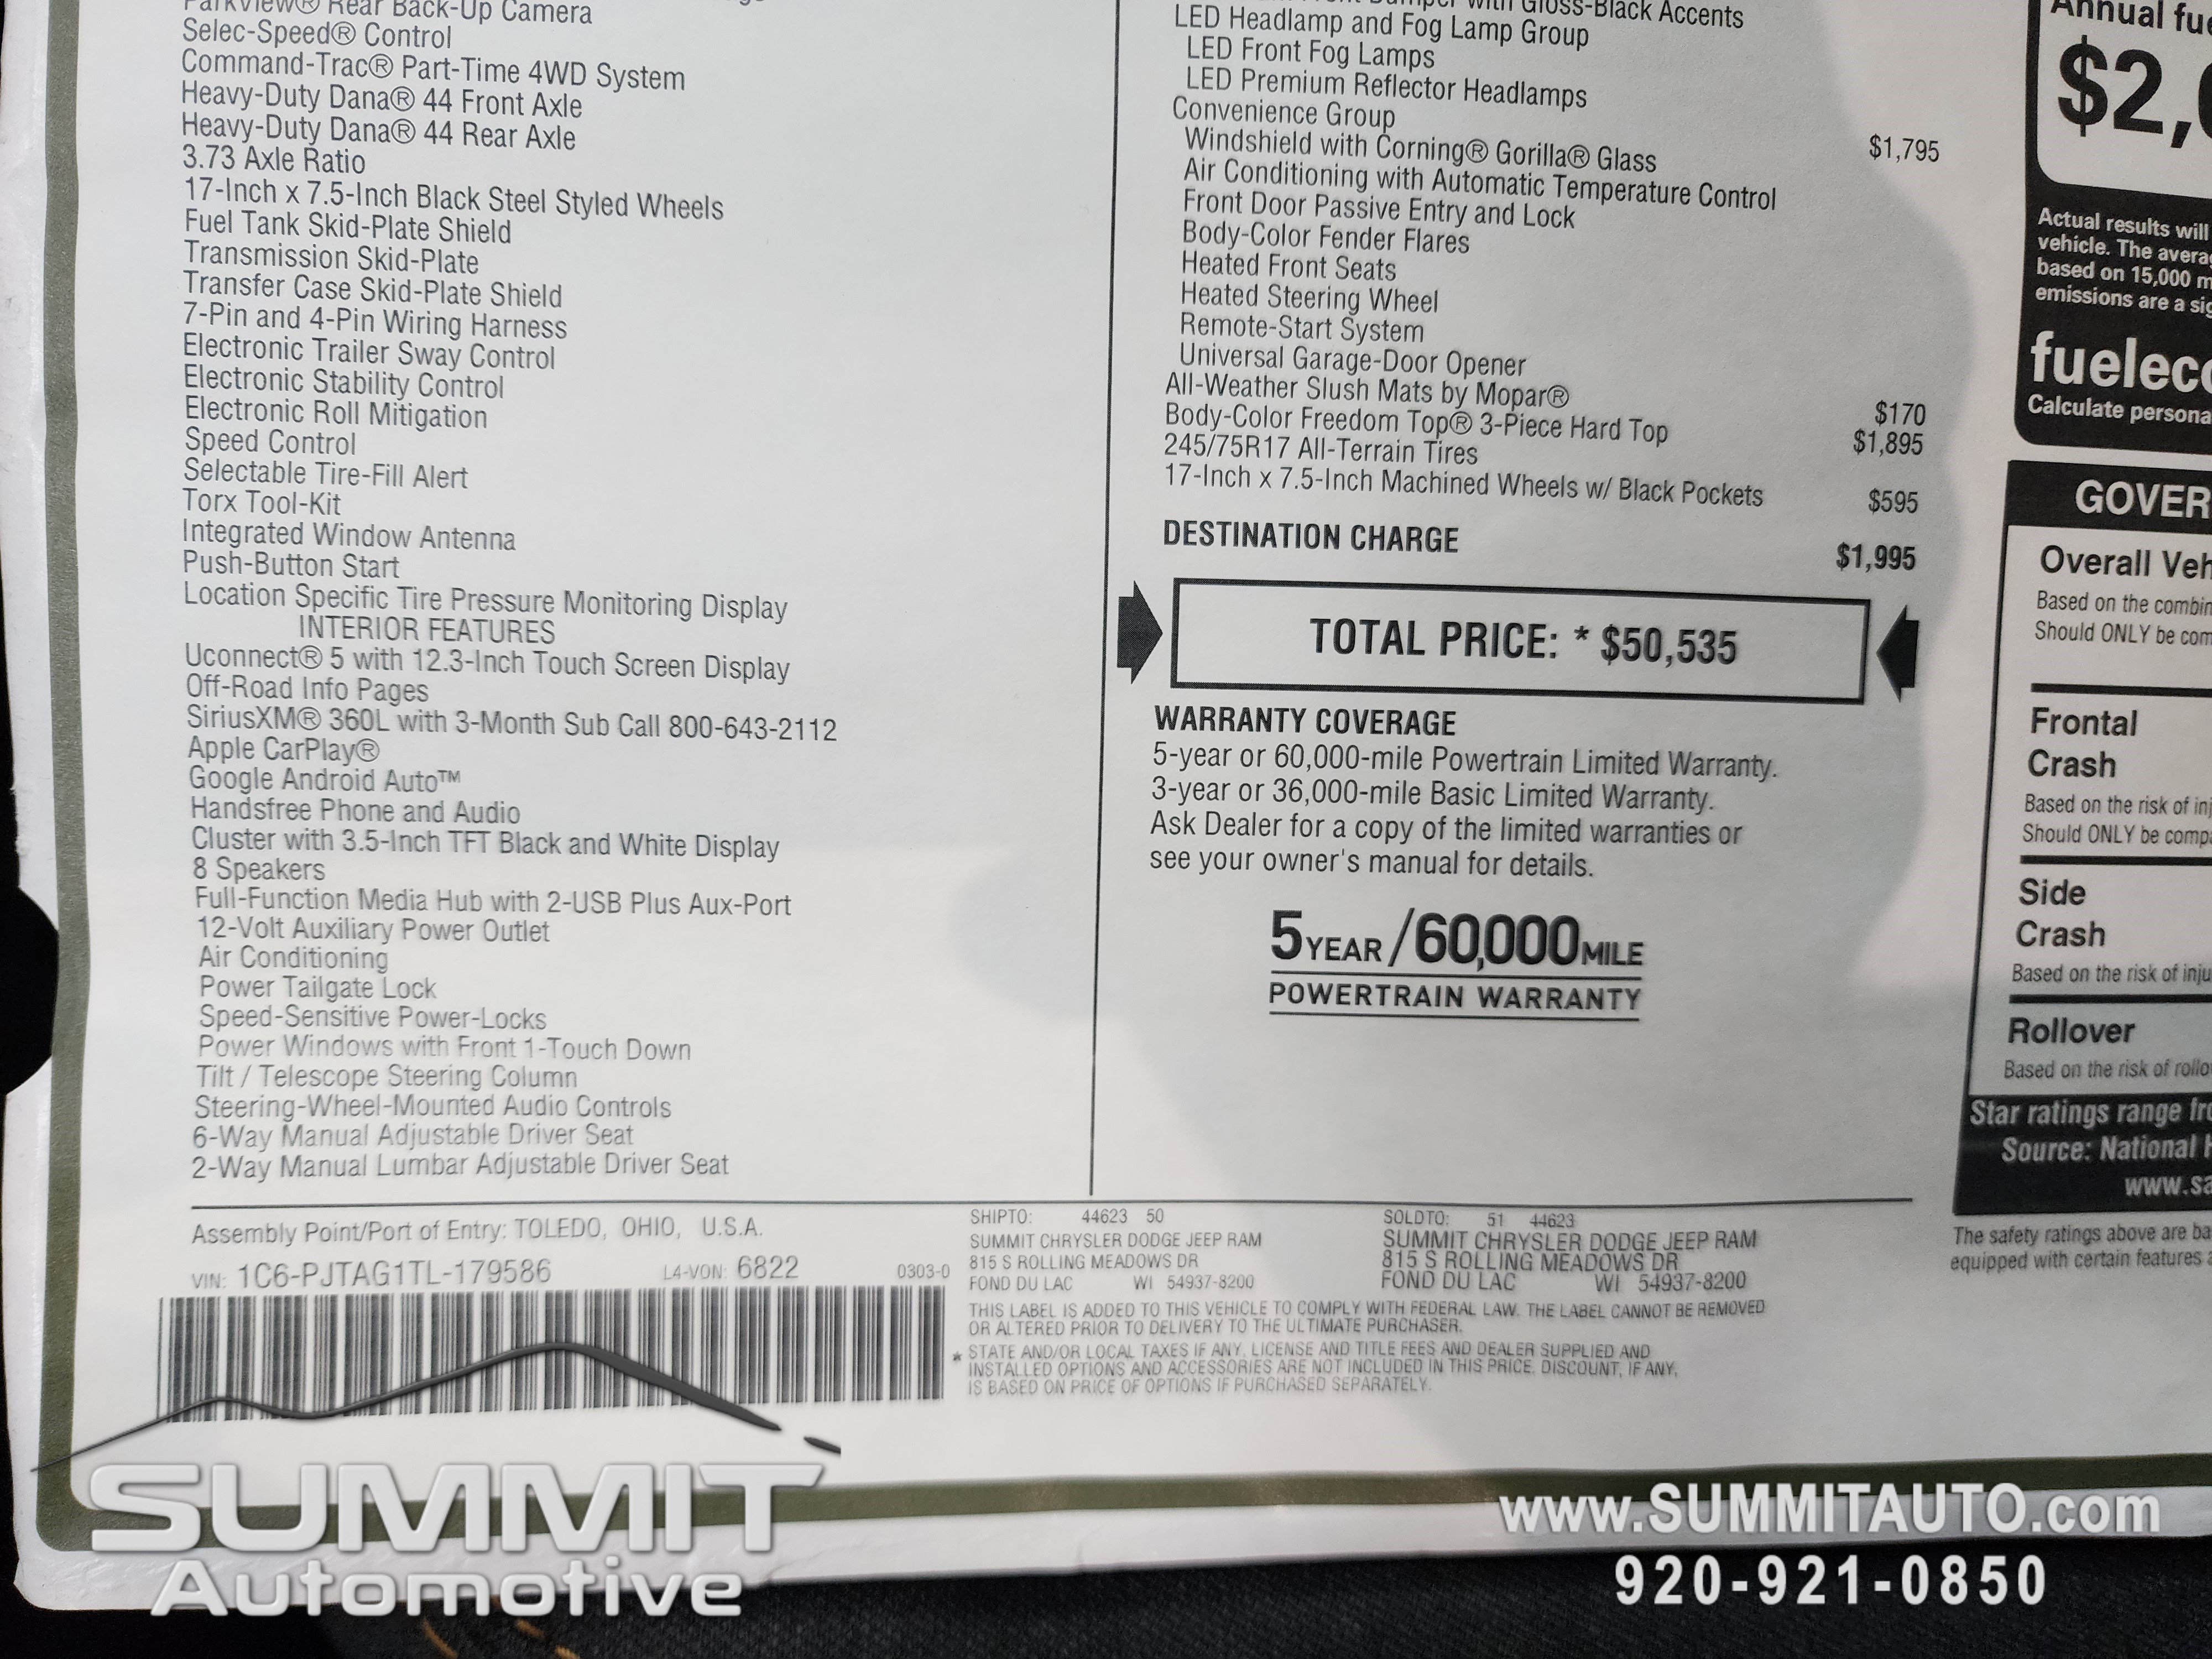 ParkView® Rear Back-Up Camera
Selec-Speed® Control
Command-Trac® Part-Time 4WD System
Heavy-Duty Dana® 44 Front Axle
Heavy-Duty Dana® 44 Rear Axle
3.73 Axle Ratio
17-Inch x 7.5-Inch Black Steel Styled Wheels
Fuel Tank Skid-Plate Shield
Transmission Skid-Plate
Transfer Case Skid-Plate Shield
7-Pin and 4-Pin Wiring Harness
Electronic Trailer Sway Control
Electronic Stability Control
Electronic Roll Mitigation
Speed Control
Selectable Tire-Fill Alert
Torx Tool-Kit
Integrated Window Antenna
Push-Button Start
Location Specific Tire Pressure Monitoring Display
INTERIOR FEATURES
Uconnect® 5 with 12.3-Inch Touch Screen Display
Off-Road Info Pages
SiriusXM® 360L with 3-Month Sub Call 800-643-2112
Apple CarPlay®
Google Android Auto™
Handsfree Phone and Audio
Cluster with 3.5-Inch TFT Black and White Display
8 Speakers
Full-Function Media Hub with 2-USB Plus Aux-Port
12-Volt Auxiliary Power Outlet
Air Conditioning
Power Tailgate Lock
Speed-Sensitive Power-Locks
Power Windows with Front 1-Touch Down
Tilt / Telescope Steering Column
Steering-Wheel-Mounted Audio Controls
6-Way Manual Adjustable Driver Seat
2-Way Manual Lumbar Adjustable Driver Seat
with Gloss-Black Accents
LED Headlamp and Fog Lamp Group
LED Front Fog Lamps
LED Premium Reflector Headlamps
Convenience Group $1,795
Windshield with Corning® Gorilla® Glass
Air Conditioning with Automatic Temperature Control
Front Door Passive Entry and Lock
Body-Color Fender Flares
Heated Front Seats
Heated Steering Wheel
Remote-Start System
Universal Garage-Door Opener
All-Weather Slush Mats by Mopar® $170
Body-Color Freedom Top® 3-Piece Hard Top $1,895
245/75R17 All-Terrain Tires
17-Inch x 7.5-Inch Machined Wheels w/ Black Pockets $595
DESTINATION CHARGE $1,995
TOTAL PRICE: * $50,535
WARRANTY COVERAGE
5-year or 60,000-mile Powertrain Limited Warranty.
3-year or 36,000-mile Basic Limited Warranty.
Ask Dealer for a copy of the limited warranties or
see your owner's manual for details.
5 YEAR / 60,000 MILE
POWERTRAIN WARRANTY
Annual
$2,
Actual results will
vehicle. The
based on 15,000
emissions are a
Calculate
Overall
Based on the
Should ONLY be
Frontal
Crash
Based on the risk of
Should ONLY be
Side
Crash
Based on the risk of
Rollover
Based on the risk of
Star ratings range
Source: National
The safety ratings above are
equipped with certain features
Assembly Point/Port of Entry: TOLEDO, OHIO, U.S.A.
VIN: 1C6-PJTAG1TL-179586 L4-VON: 6822 0303-0
SHIPTO: 44623 50
SUMMIT CHRYSLER DODGE JEEP RAM
815 S ROLLING MEADOWS DR
FOND DU LAC WI 54937-8200
SOLDTO: 51 44623
SUMMIT CHRYSLER DODGE JEEP RAM
815 S ROLLING MEADOWS DR
FOND DU LAC WI 54937-8200
THIS LABEL IS ADDED TO THIS VEHICLE TO COMPLY WITH FEDERAL LAW. THE LABEL CANNOT BE REMOVED
OR ALTERED PRIOR TO DELIVERY TO THE ULTIMATE PURCHASER.
* STATE AND/OR LOCAL TAXES IF ANY, LICENSE AND TITLE FEES AND DEALER SUPPLIED AND
INSTALLED OPTIONS AND ACCESSORIES ARE NOT INCLUDED IN THIS PRICE. DISCOUNT, IF ANY,
IS BASED ON PRICE OF OPTIONS IF PURCHASED SEPARATELY.
SUMMIT
Automotive
www.SUMMITAUTO.com
920-921-0850